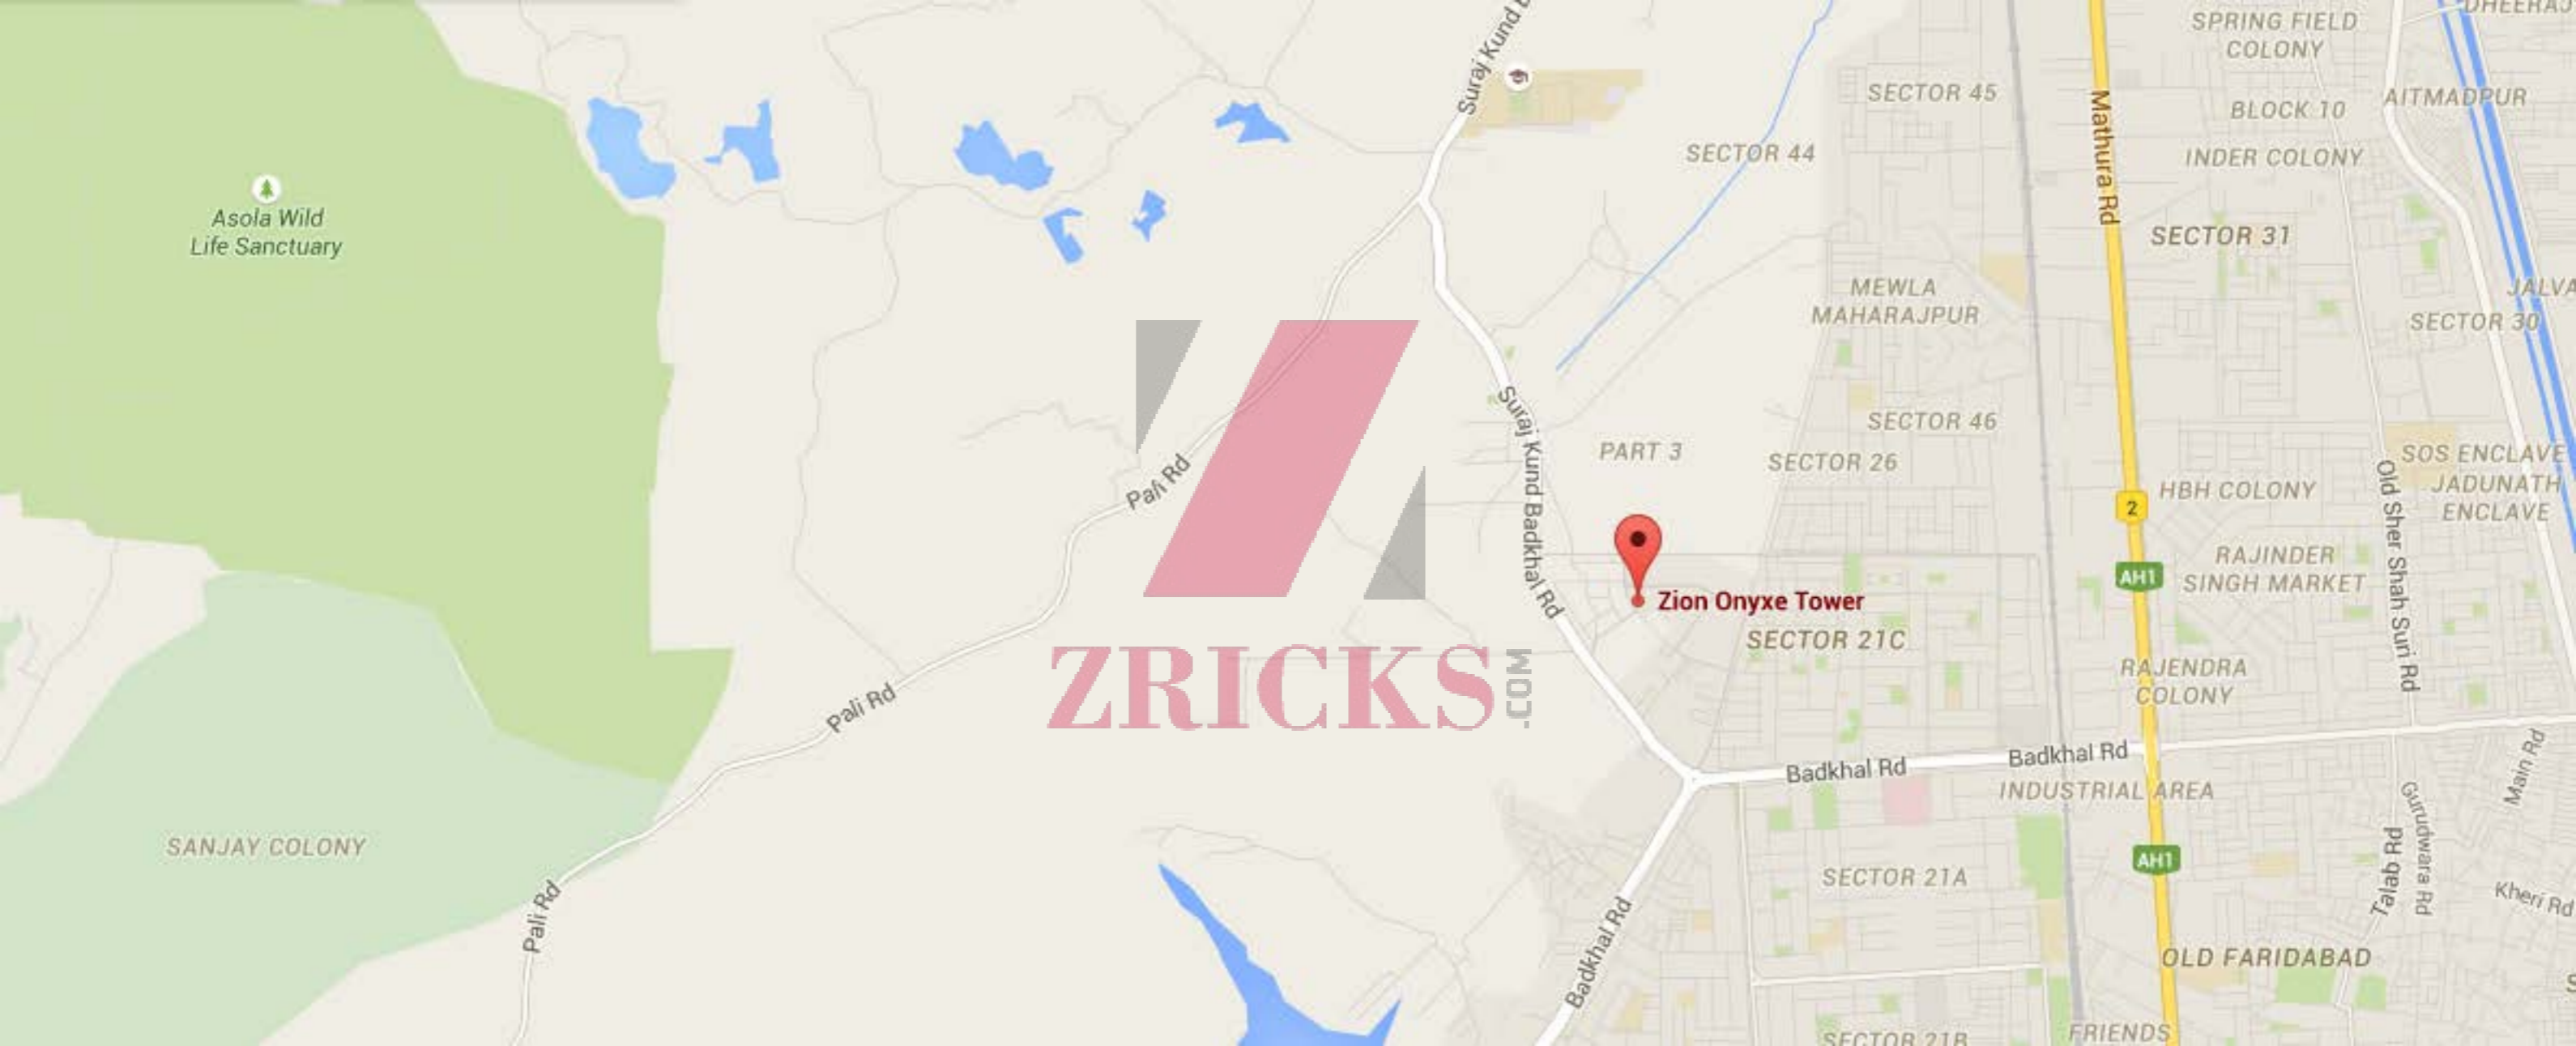 DHEERAJ
SPRING FIELD
COLONY
Suraj Kund
SECTOR 45
BLOCK 10
AITMADPUR
Mathura Rd
SECTOR 44
INDER COLONY
Asola Wild
Life Sanctuary
SECTOR 31
MEWLA
MAHARAJPUR
SECTOR 30
Suraj Kund Badkhal Rd
SECTOR 46
PART 3
SECTOR 26
SOS ENCLAVE
JADUNATH
ENCLAVE
Pali Rd
HBH COLONY
2
Old Sher Shah Suri Rd
RAJINDER
SINGH MARKET
AH1
Zion Onyxe Tower
SECTOR 21C
ZRICKS
.COM
RAJENDRA
COLONY
Pali Rd
Badkhal Rd
Badkhal Rd
Main Rd
INDUSTRIAL AREA
SANJAY COLONY
AH1
SECTOR 21A
Talab Rd
Gurudwara Rd
Kheri Rd
Pali Rd
Badkhal Rd
OLD FARIDABAD
SECTOR 21B
FRIENDS